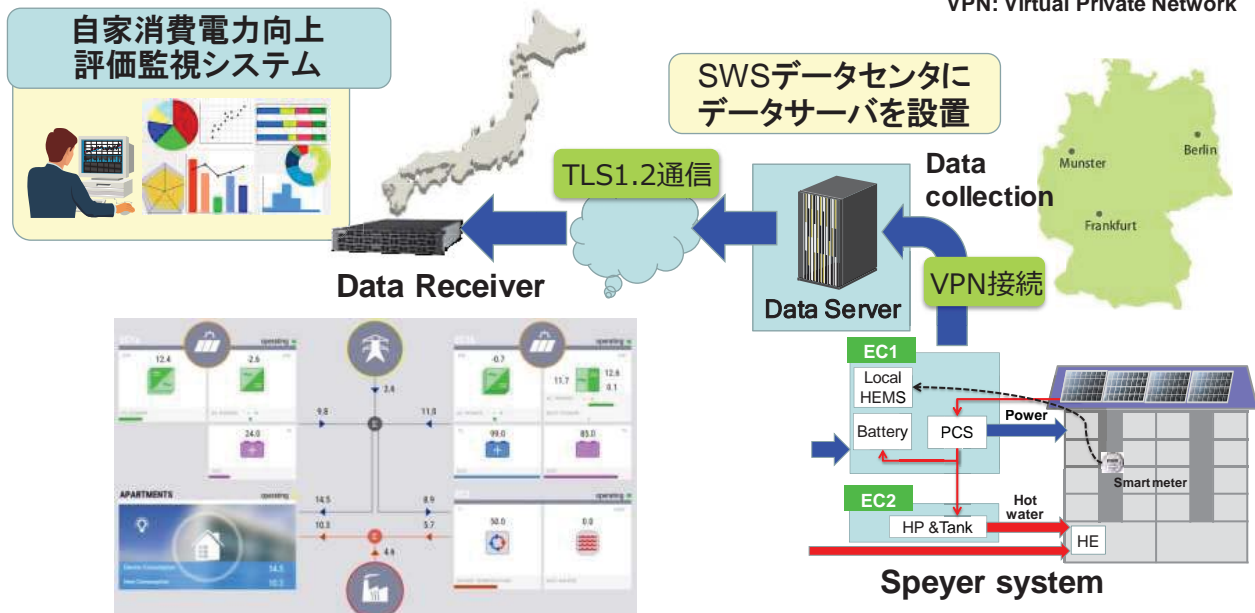 VPN: Virtual Private Network
自家消費電力向上
評価監視システム
SWSデータセンタに
データサーバを設置
TLS1.2通信
Data
collection
Munster
Berlin
Frankfurt
Data Receiver
Data Server
VPN接続
operating
12.4
-2.6
24.0
2.6
9.8
11.0
operating
-0.7
11.7
12.6
0.1
99.0
85.0
APARTMENTS
operating
14.5
10.3
14.5
8.9
10.3
5.7
4.6
operating
50.0
0.0
EC1
Local
HEMS
Battery
PCS
Power
Smart meter
EC2
HP &Tank
Hot
water
HE
Speyer system